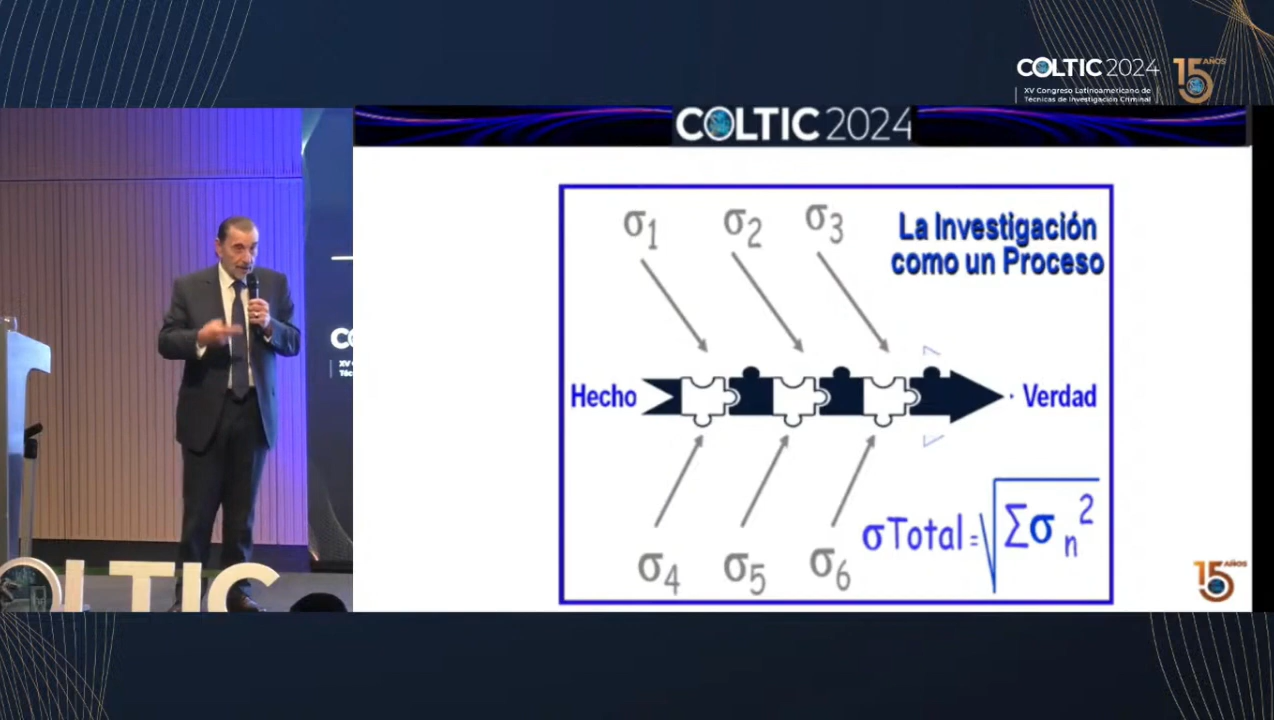 COLTIC 2024
15 AÑOS
XV Congreso Latinoamericano de
Técnicas de Investigación Criminal
COLTIC 2024
La Investigación
como un Proceso
σ1
σ2
σ3
Hecho
Verdad
σ4
σ5
σ6
σTotal=√Σσn²
15 AÑOS
OLTIC